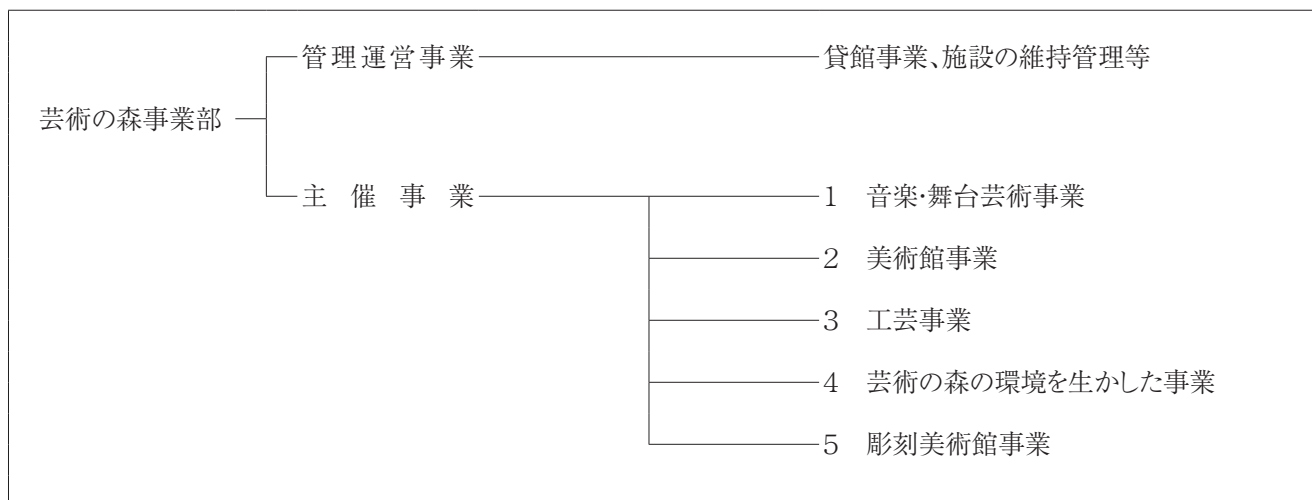 管理運営事業 貸館事業、施設の維持管理等
芸術の森事業部
主催事業 1 音楽・舞台芸術事業
2 美術館事業
3 工芸事業
4 芸術の森の環境を生かした事業
5 彫刻美術館事業